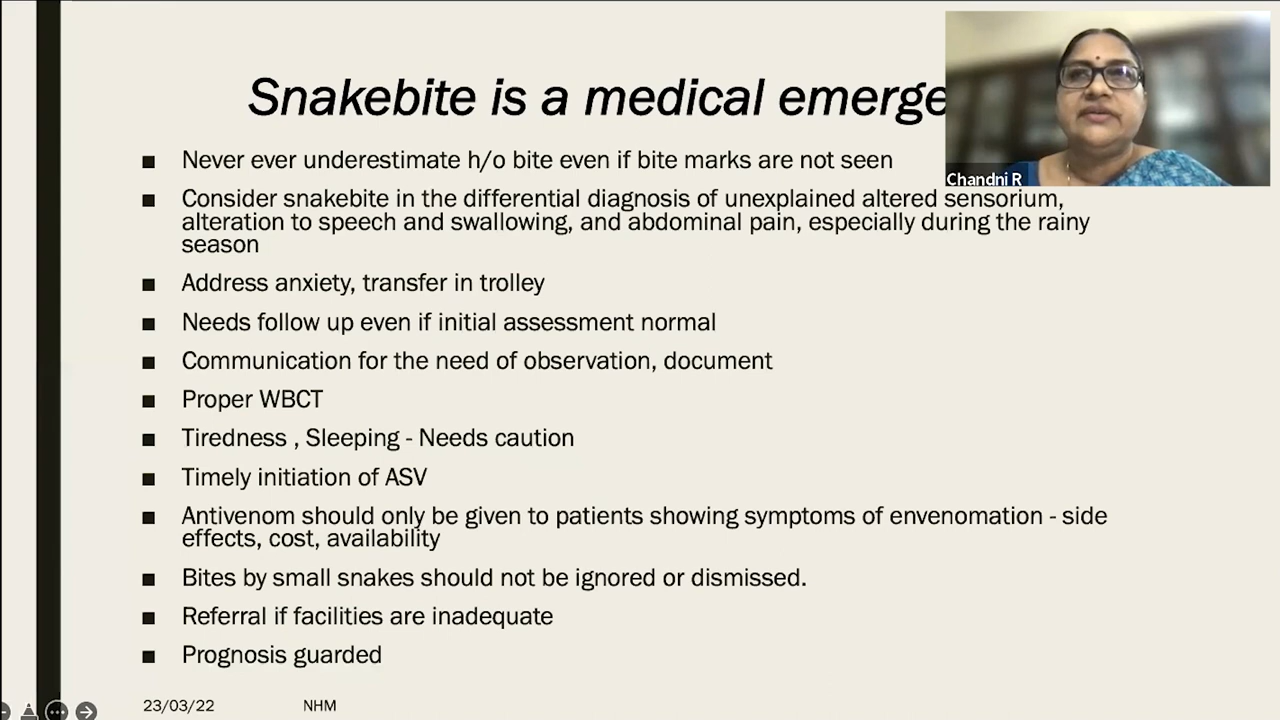 Snakebite is a medical emerge
Chandni R
■ Never ever underestimate h/o bite even if bite marks are not seen
■ Consider snakebite in the differential diagnosis of unexplained altered sensorium,
alteration to speech and swallowing, and abdominal pain, especially during the rainy
season
■ Address anxiety, transfer in trolley
■ Needs follow up even if initial assessment normal
■ Communication for the need of observation, document
■ Proper WBCT
■ Tiredness , Sleeping - Needs caution
■ Timely initiation of ASV
■ Antivenom should only be given to patients showing symptoms of envenomation - side
effects, cost, availability
■ Bites by small snakes should not be ignored or dismissed.
■ Referral if facilities are inadequate
■ Prognosis guarded
23/03/22 NHM